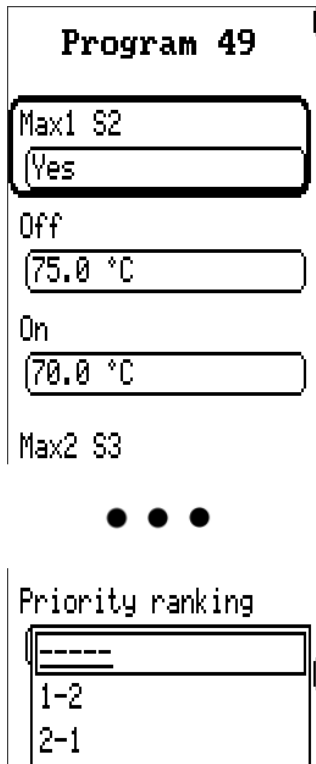 Program 49
Max1 S2
Yes
Off
75.0 °C
On
70.0 °C
Max2 S3
Priority ranking
-----
1-2
2-1